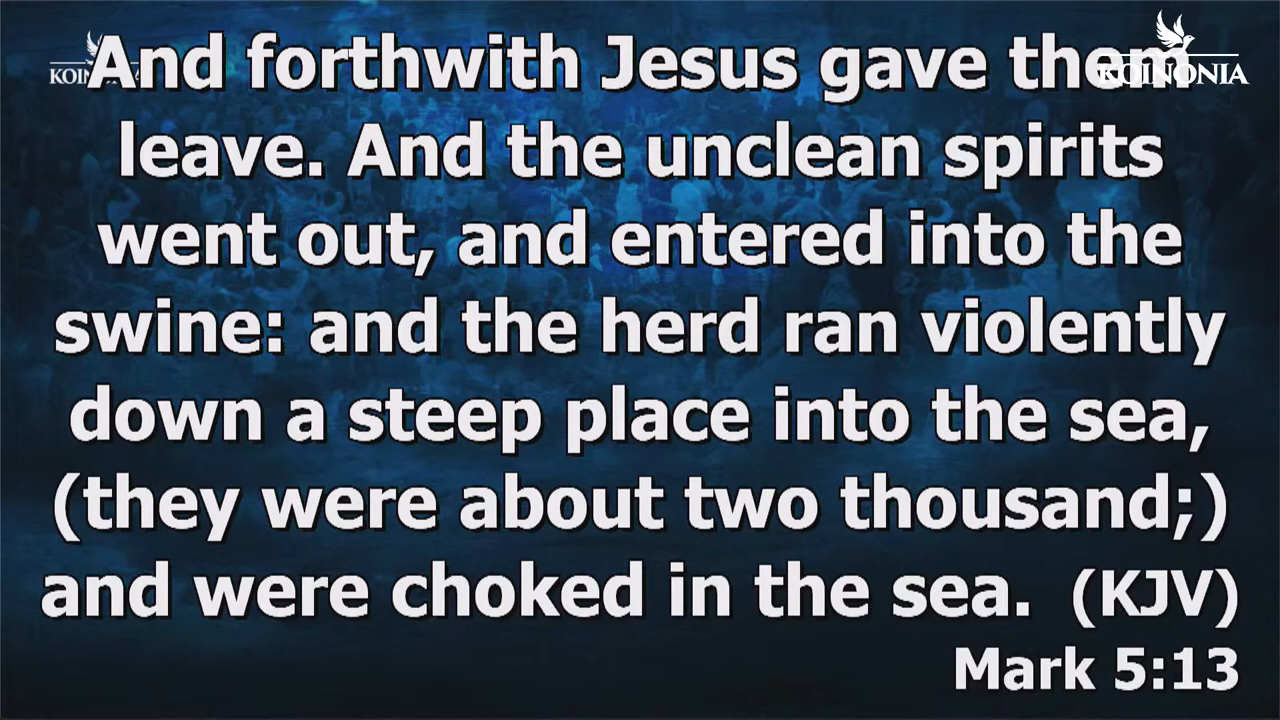 KOINONIA
KOINONIA
And forthwith Jesus gave them
leave. And the unclean spirits
went out, and entered into the
swine: and the herd ran violently
down a steep place into the sea,
(they were about two thousand;)
and were choked in the sea. (KJV)
Mark 5:13